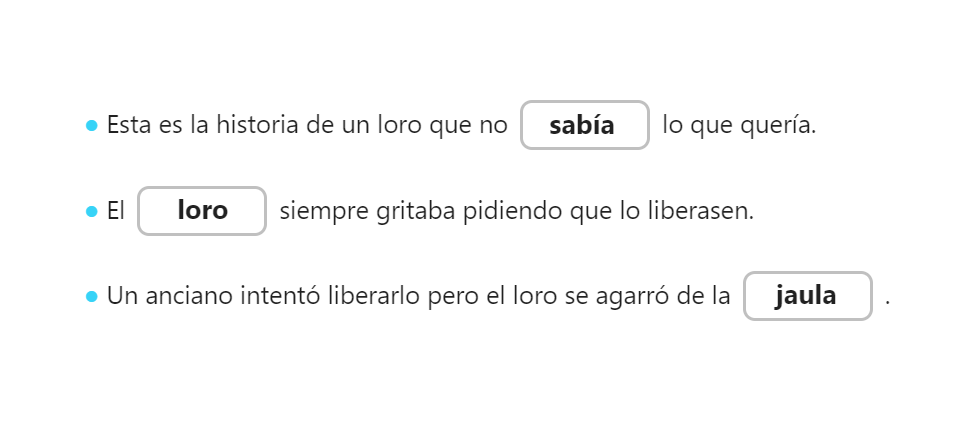 • Esta es la historia de un loro que no sabía lo que quería.
• El loro siempre gritaba pidiendo que lo liberasen.
• Un anciano intentó liberarlo pero el loro se agarró de la jaula .